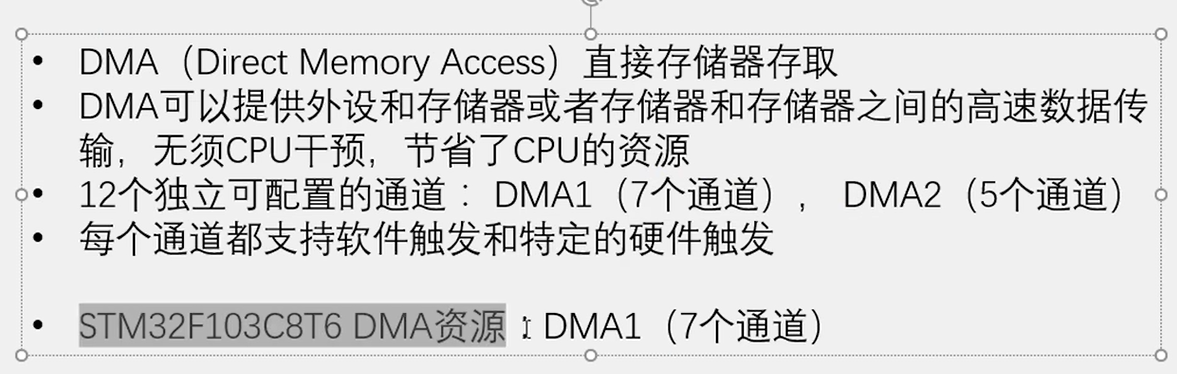 • DMA（Direct Memory Access）直接存储器存取
• DMA可以提供外设和存储器或者存储器和存储器之间的高速数据传
输，无须CPU干预，节省了CPU的资源
• 12个独立可配置的通道： DMA1（7个通道）， DMA2（5个通道）
• 每个通道都支持软件触发和特定的硬件触发
• STM32F103C8T6 DMA资源：DMA1（7个通道）